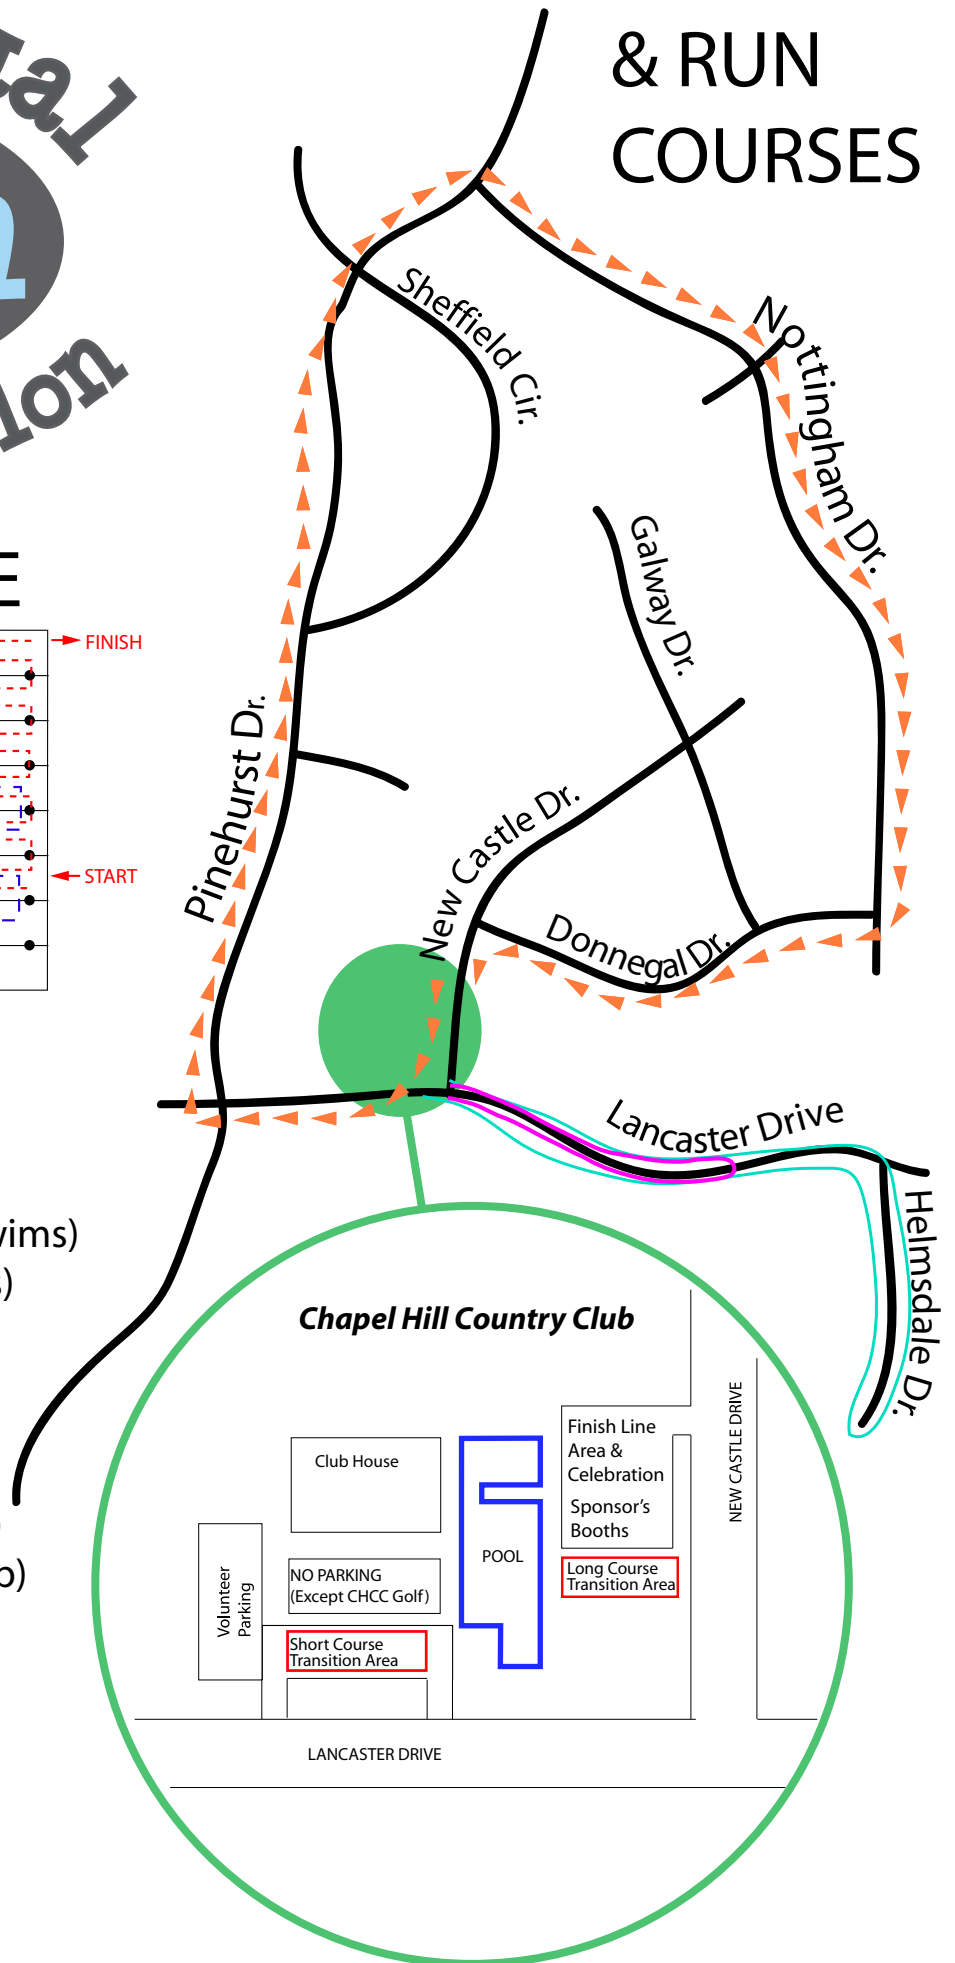 & RUN
COURSES
Sheffield Cir.
Nottingham Dr.
Galway Dr.
FINISH
Pinehurst Dr.
New Castle Dr.
START
Donnegal Dr.
Lancaster Drive
Helmsdale Dr.
Chapel Hill Country Club
NEW CASTLE DRIVE
Finish Line
Area &
Celebration
Sponsor's
Booths
Club House
POOL
Long Course
Transition Area
NO PARKING
(Except CHCC Golf)
Volunteer
Parking
Short Course
Transition Area
LANCASTER DRIVE